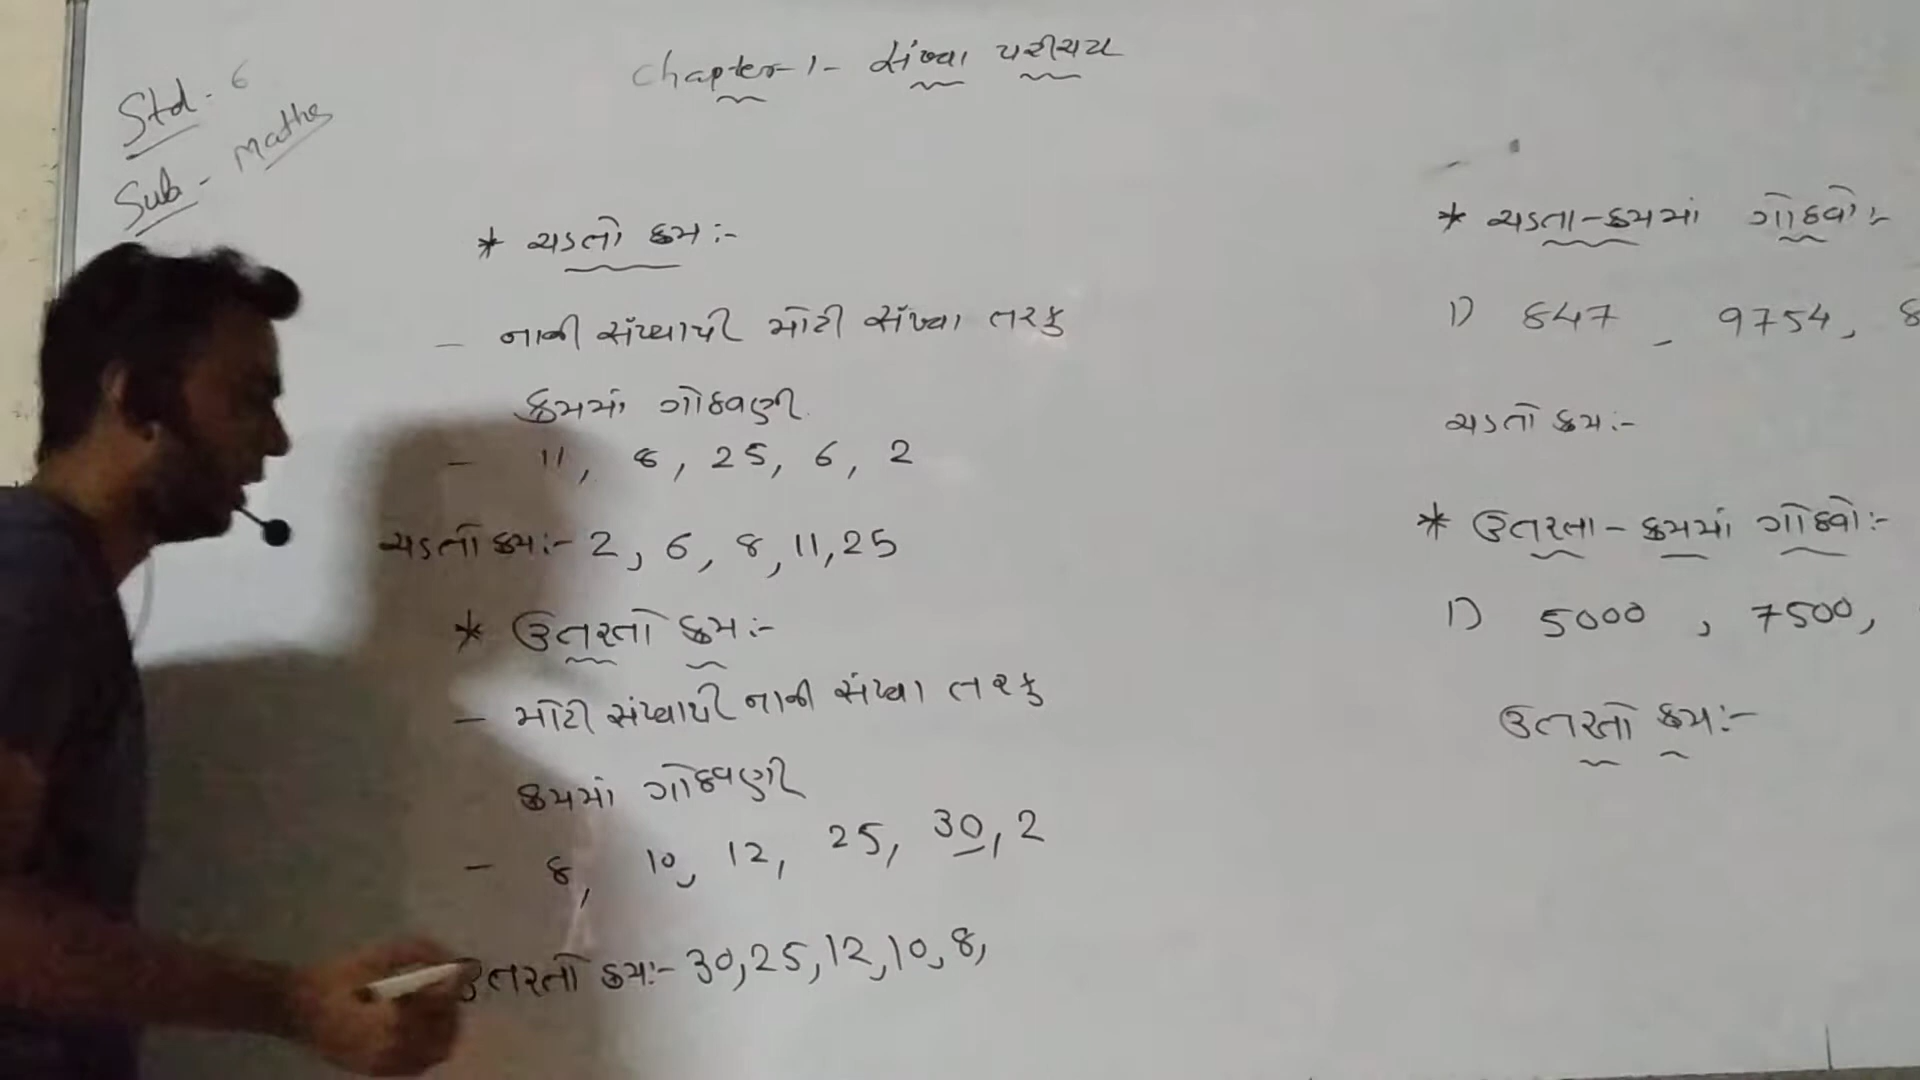 Chapter-1- સંખ્યા પરીચય
Std - 6
Sub - Maths
* ચડતો ક્રમ :-
- નાની સંખ્યાથી મોટી સંખ્યા તરફ
ક્રમમાં ગોઠવણી
- 11, 8, 25, 6, 2
ચડતો ક્રમ :- 2, 6, 8, 11, 25
* ઉતરતો ક્રમ :-
- મોટી સંખ્યાથી નાની સંખ્યા તરફ
ક્રમમાં ગોઠવણી
- 8, 10, 12, 25, 30, 2
ઉતરતો ક્રમ :- 30, 25, 12, 10, 8,
* ચડતા-ક્રમમાં ગોઠવો :-
1) 847, 9754, 8
ચડતો ક્રમ :-
* ઉતરતા - ક્રમમાં ગોઠવો :-
1) 5000, 7500,
ઉતરતો ક્રમ :-